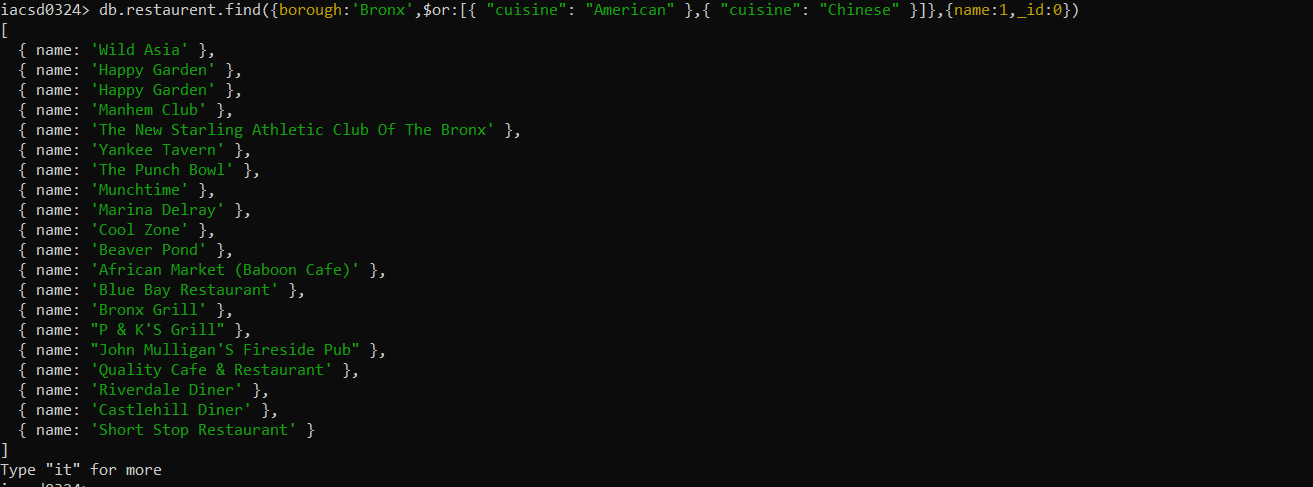 iacsd0324> db.restaurent.find({borough:'Bronx',$or:[{ "cuisine": "American" },{ "cuisine": "Chinese" }]},{name:1,_id:0})
[
  { name: 'Wild Asia' },
  { name: 'Happy Garden' },
  { name: 'Happy Garden' },
  { name: 'Manhem Club' },
  { name: 'The New Starling Athletic Club Of The Bronx' },
  { name: 'Yankee Tavern' },
  { name: 'The Punch Bowl' },
  { name: 'Munchtime' },
  { name: 'Marina Delray' },
  { name: 'Cool Zone' },
  { name: 'Beaver Pond' },
  { name: 'African Market (Baboon Cafe)' },
  { name: 'Blue Bay Restaurant' },
  { name: 'Bronx Grill' },
  { name: "P & K'S Grill" },
  { name: "John Mulligan'S Fireside Pub" },
  { name: 'Quality Cafe & Restaurant' },
  { name: 'Riverdale Diner' },
  { name: 'Castlehill Diner' },
  { name: 'Short Stop Restaurant' }
]
Type "it" for more